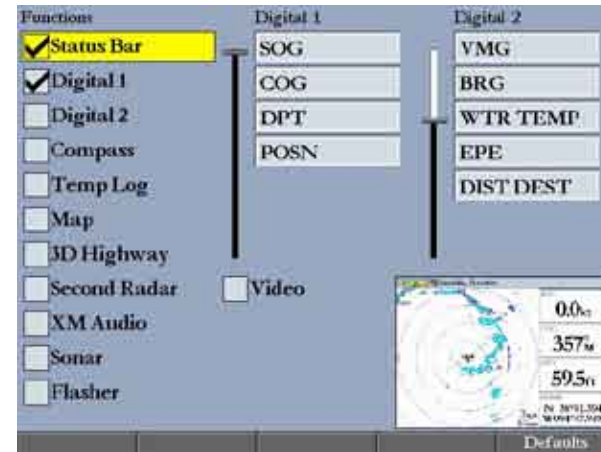 Functions
Status Bar
Digital 1
Digital 2
Compass
Temp Log
Map
3D Highway
Second Radar
XM Audio
Sonar
Flasher
Digital 1
SOG
COG
DPT
POSN
Video
Digital 2
VMG
BRG
WTR TEMP
EPE
DIST DEST
0.0
357
59.5
Defaults